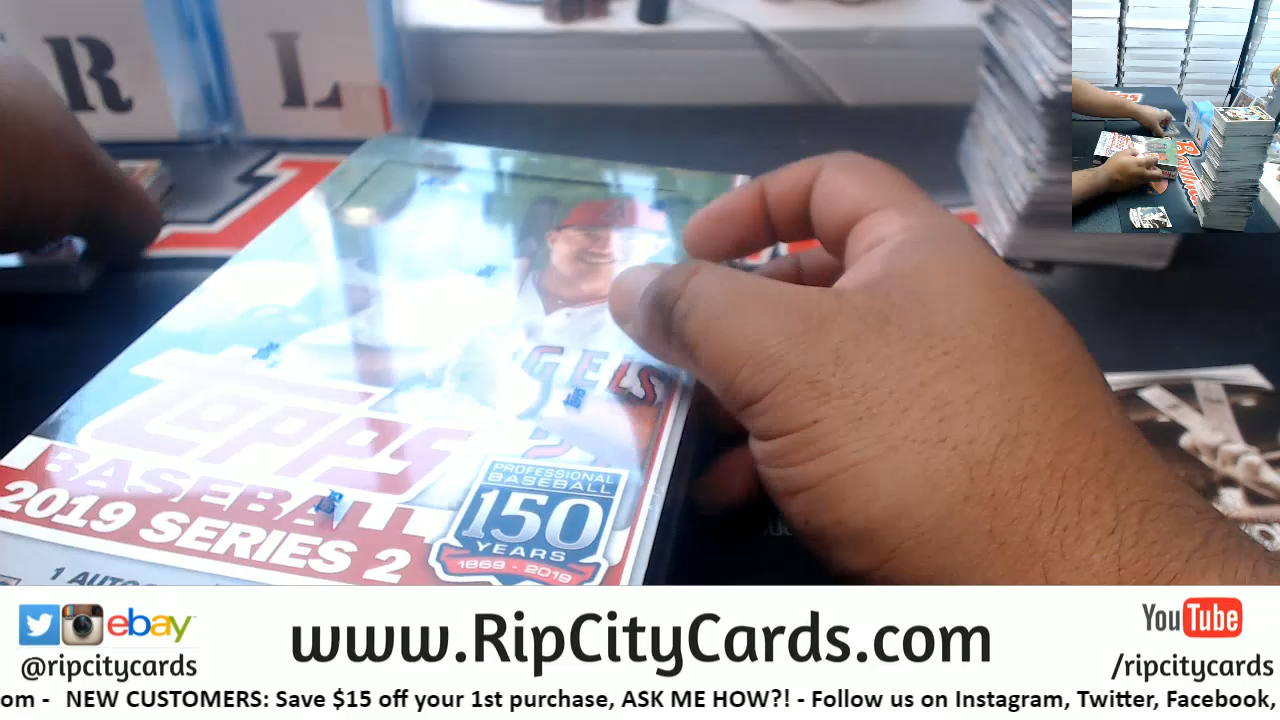 R L
ANGELS
Topps
BASEBALL
2019 SERIES 2
PROFESSIONAL
BASEBALL
150
YEARS
1869 - 2019
ebay
@ripcitycards
www.RipCityCards.com
YouTube
/ripcitycards
om - NEW CUSTOMERS: Save $15 off your 1st purchase, ASK ME HOW?! - Follow us on Instagram, Twitter, Facebook,